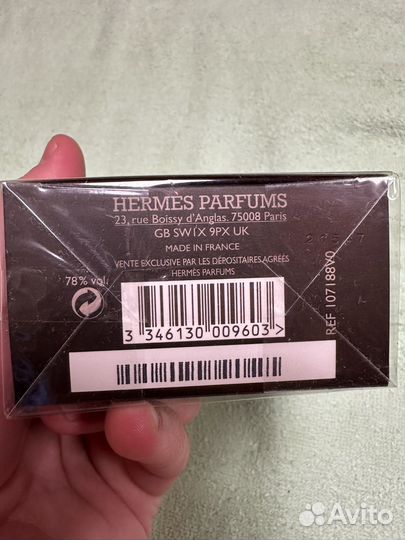 HERMÈS PARFUMS
23, rue Boissy d'Anglas. 75008 Paris
GB SW1X 9PX UK
MADE IN FRANCE
VENTE EXCLUSIVE PAR LES DÉPOSITAIRES AGRÉÉS
HERMÈS PARFUMS
78% vol.
3 346130 009603 >
REF 107188V0
Avito